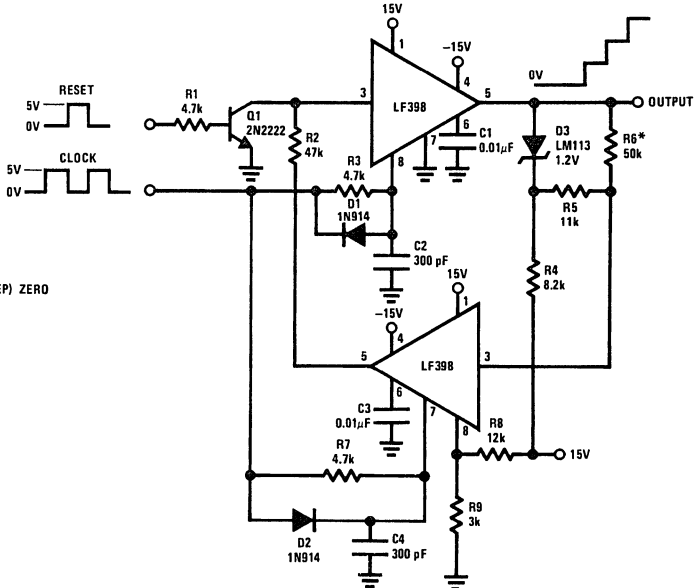 15V
1
-15V
4
0V
RESET
5V
0V
R1
4.7k
Q1
2N2222
3
LF398
5
OUTPUT
6
7
8
C1
0.01μF
D3
LM113
1.2V
R6*
50k
R2
47k
CLOCK
5V
0V
R3
4.7k
D1
1N914
R5
11k
C2
300 pF
R4
8.2k
EP) ZERO
15V
1
-15V
4
5
LF398
3
6
7
8
C3
0.01μF
R8
12k
15V
R7
4.7k
R9
3k
D2
1N914
C4
300 pF